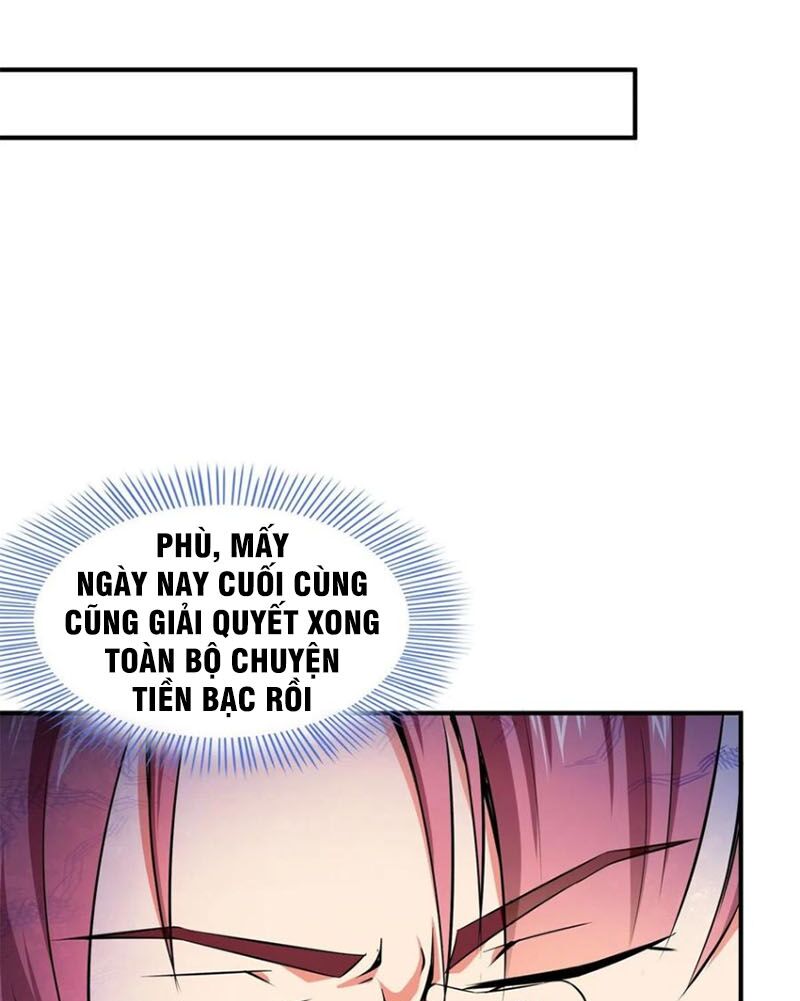 PHÙ, MẤY
NGÀY NAY CUỐI CÙNG
CŨNG GIẢI QUYẾT XONG
TOÀN BỘ CHUYỆN
TIỀN BẠC RỒI